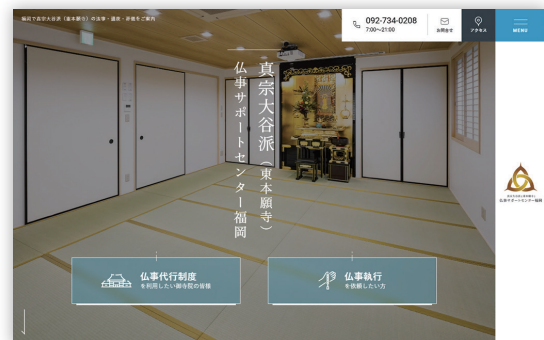 福岡で真宗大谷派（東本願寺）の法事・通夜・葬儀をご案内
092-734-0208
7:00〜21:00
お問合せ
アクセス
MENU
真宗大谷派（東本願寺）
仏事サポートセンター福岡
仏事サポートセンター福岡
仏事代行制度
を利用したい御寺院の皆様
仏事執行
を依頼したい方